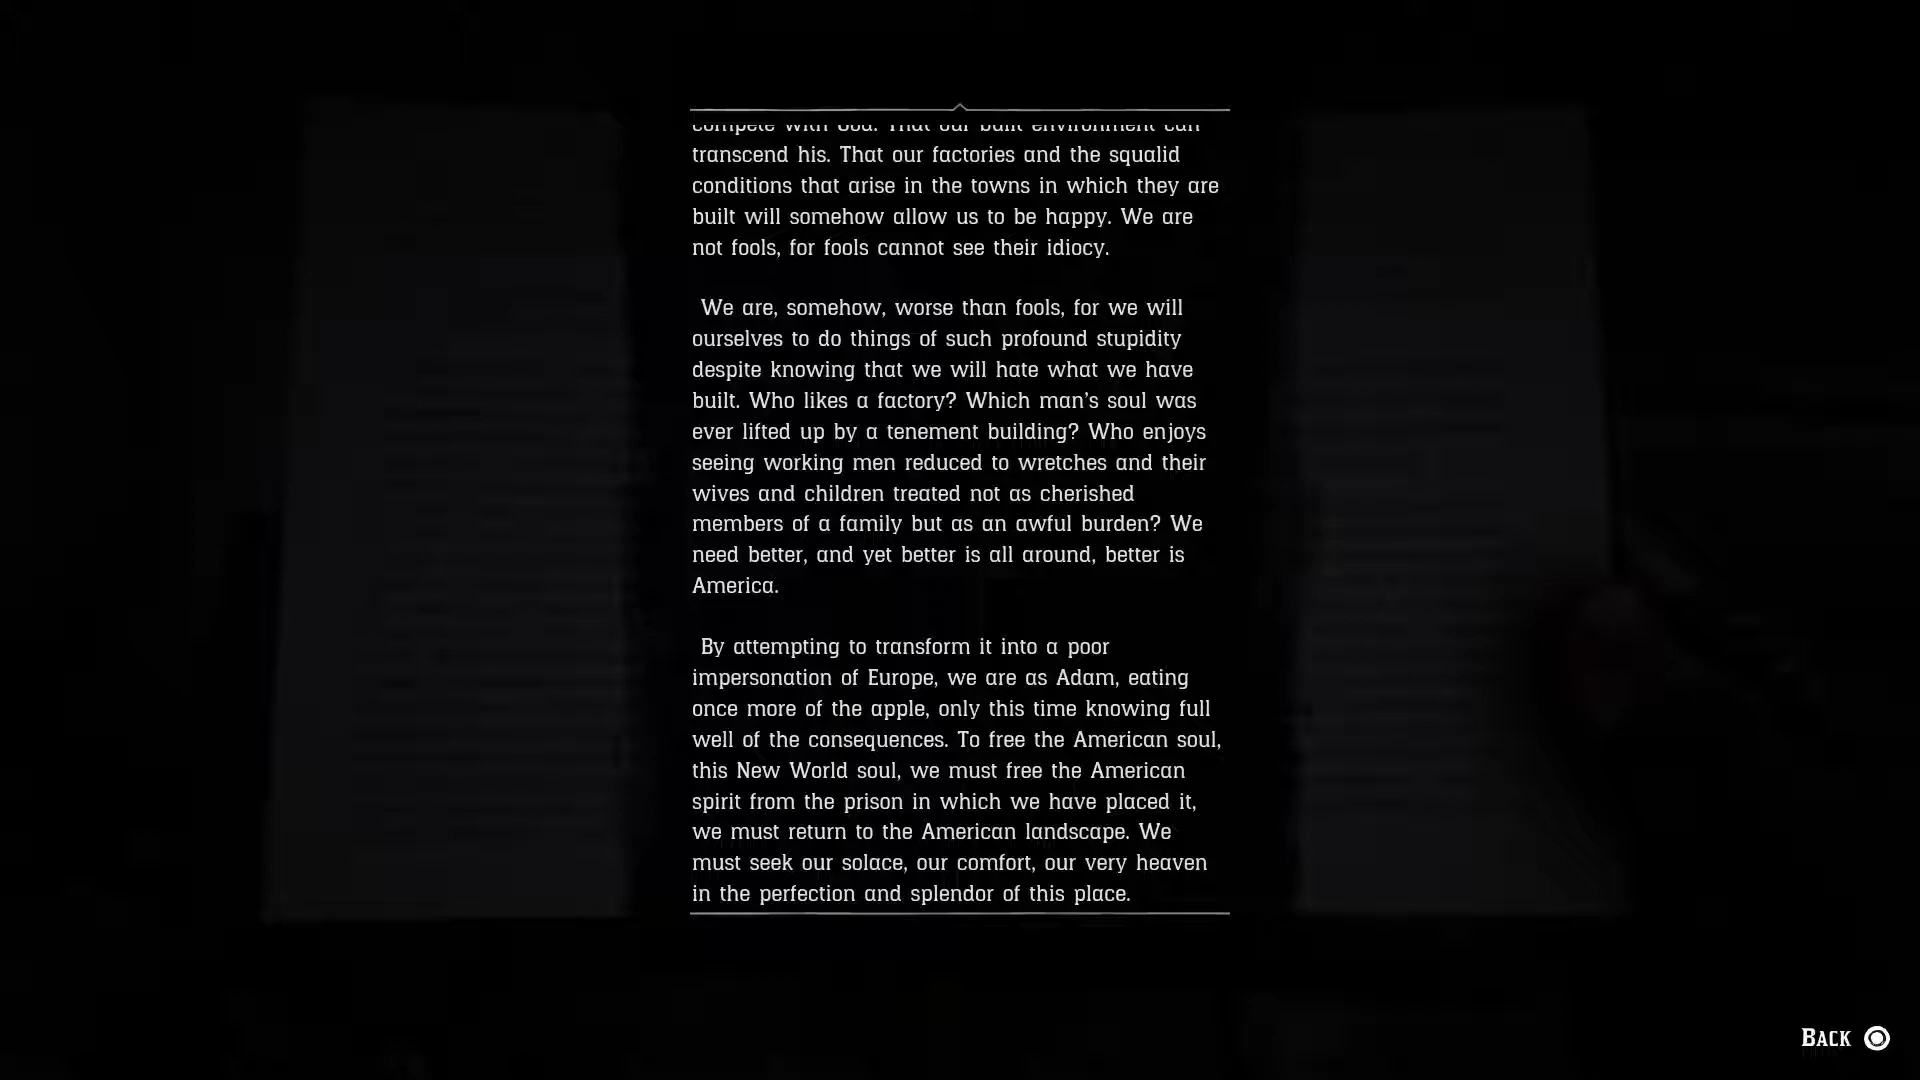 compete with God. That our built environment can
transcend his. That our factories and the squalid
conditions that arise in the towns in which they are
built will somehow allow us to be happy. We are
not fools, for fools cannot see their idiocy.
We are, somehow, worse than fools, for we will
ourselves to do things of such profound stupidity
despite knowing that we will hate what we have
built. Who likes a factory? Which man’s soul was
ever lifted up by a tenement building? Who enjoys
seeing working men reduced to wretches and their
wives and children treated not as cherished
members of a family but as an awful burden? We
need better, and yet better is all around, better is
America.
By attempting to transform it into a poor
impersonation of Europe, we are as Adam, eating
once more of the apple, only this time knowing full
well of the consequences. To free the American soul,
this New World soul, we must free the American
spirit from the prison in which we have placed it,
we must return to the American landscape. We
must seek our solace, our comfort, our very heaven
in the perfection and splendor of this place.
BACK